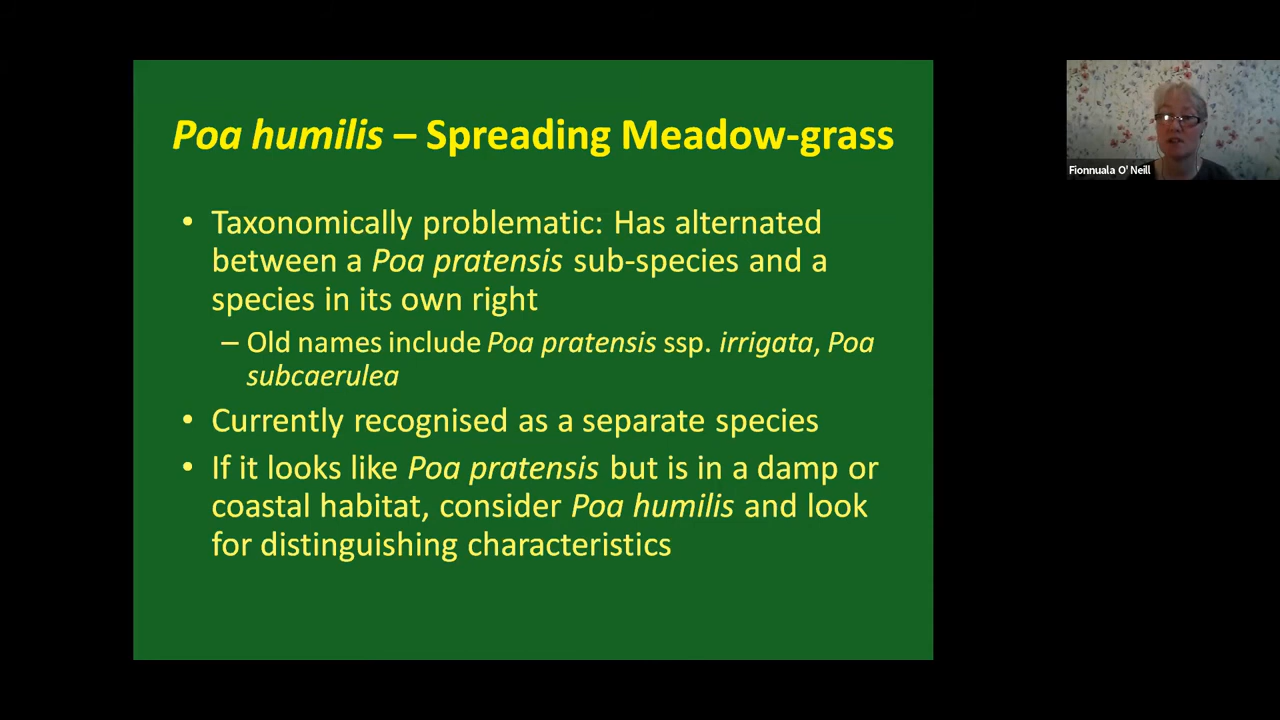 Poa humilis – Spreading Meadow-grass
• Taxonomically problematic: Has alternated
between a Poa pratensis sub-species and a
species in its own right
– Old names include Poa pratensis ssp. irrigata, Poa
subcaerulea
• Currently recognised as a separate species
• If it looks like Poa pratensis but is in a damp or
coastal habitat, consider Poa humilis and look
for distinguishing characteristics
Fionnuala O' Neill